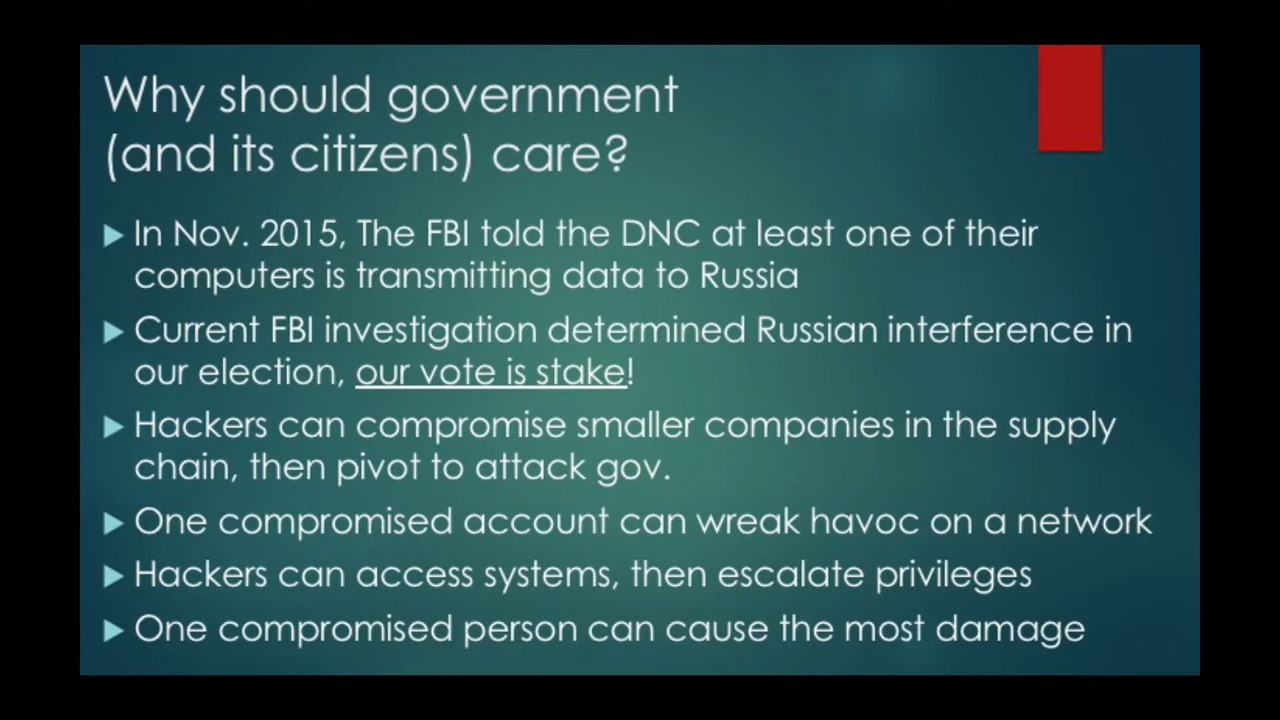 Why should government
(and its citizens) care?
In Nov. 2015, The FBI told the DNC at least one of their
computers is transmitting data to Russia
Current FBI investigation determined Russian interference in
our election, our vote is stake!
Hackers can compromise smaller companies in the supply
chain, then pivot to attack gov.
One compromised account can wreak havoc on a network
Hackers can access systems, then escalate privileges
One compromised person can cause the most damage